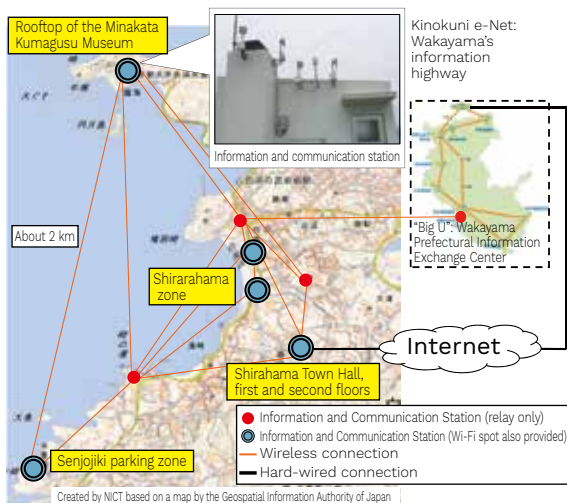 Rooftop of the Minakata
Kumagusu Museum
Information and communication station
Kinokuni e-Net:
Wakayama's
information
highway
"Big U": Wakayama
Prefectural Information
Exchange Center
About 2 km
Shirarahama
zone
Internet
Shirahama Town Hall,
first and second floors
Senjojiki parking zone
Information and Communication Station (relay only)
Information and Communication Station (Wi-Fi spot also provided)
Wireless connection
Hard-wired connection
Created by NICT based on a map by the Geospatial Information Authority of Japan